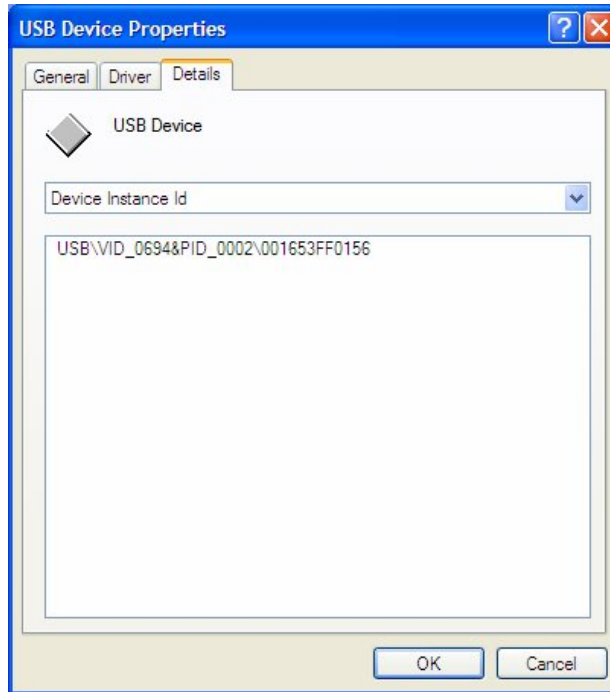 USB Device Properties
General Driver Details
USB Device
Device Instance Id
USB\VID_0694&PID_0002\001653FF0156
OK Cancel